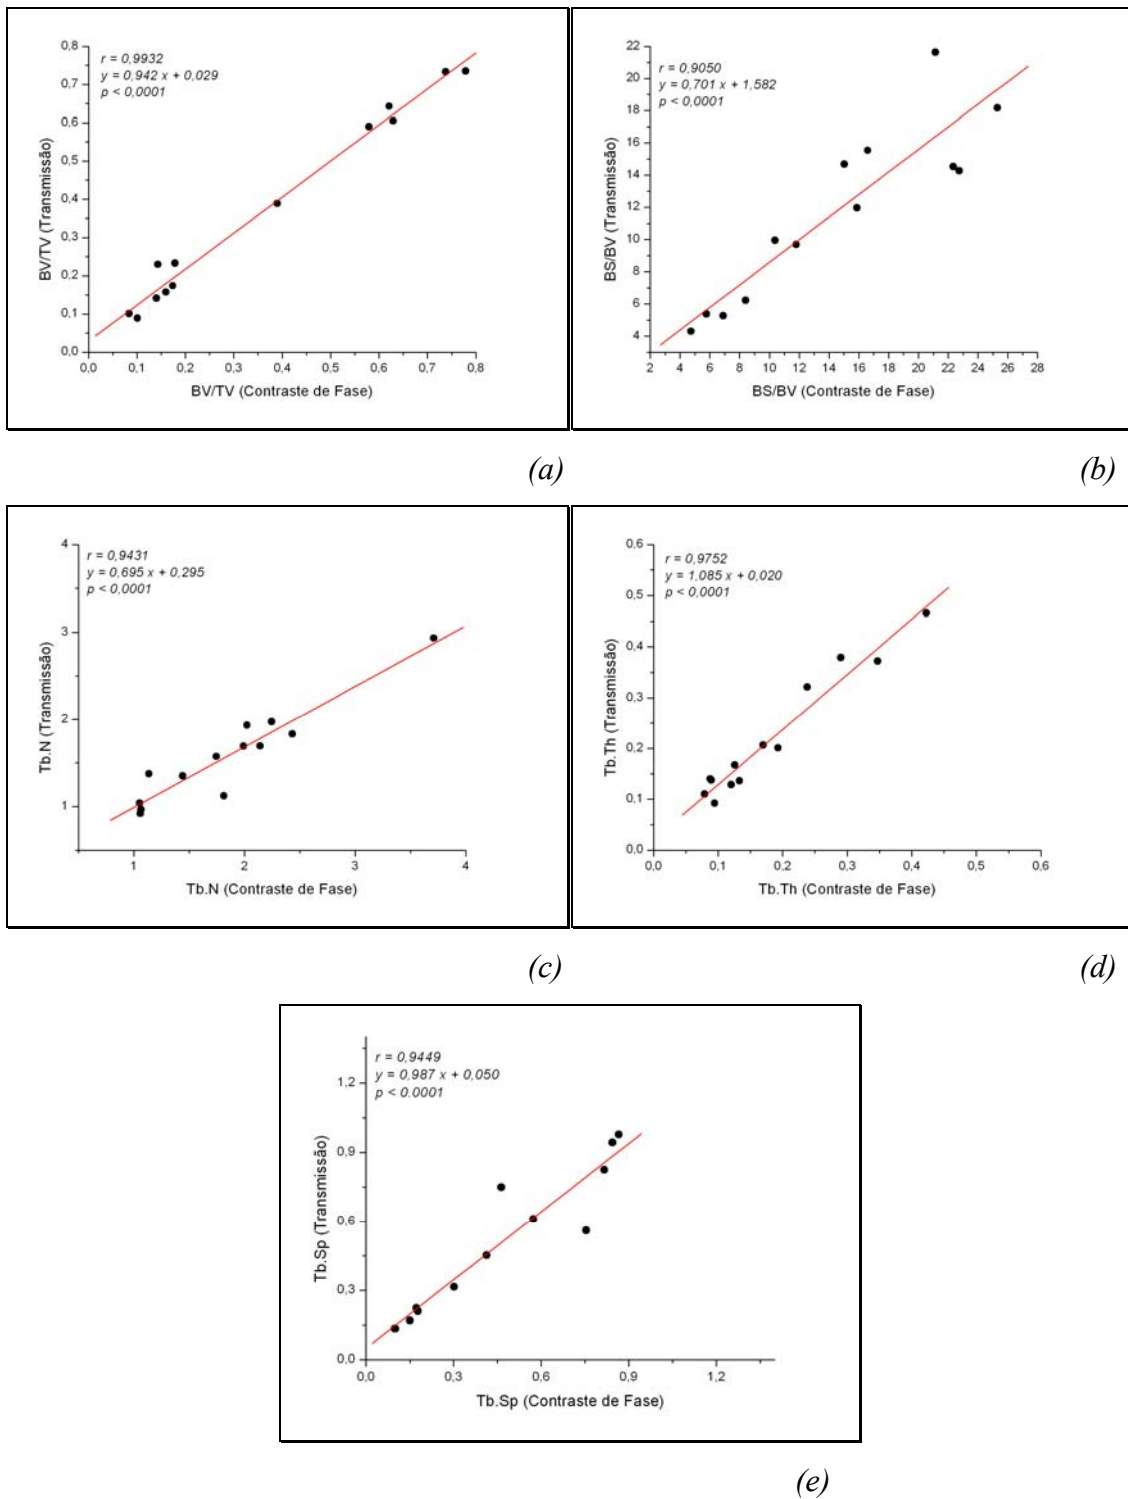 r = 0,9932
y = 0,942 x + 0,029
p < 0,0001
0,8
0,7
0,6
0,5
0,4
0,3
0,2
0,1
0,0
BV/TV (Transmissão)
0,0 0,1 0,2 0,3 0,4 0,5 0,6 0,7 0,8
BV/TV (Contraste de Fase)
(a)
r = 0,9050
y = 0,701 x + 1,582
p < 0,0001
22
20
18
16
14
12
10
8
6
4
BS/BV (Transmissão)
2 4 6 8 10 12 14 16 18 20 22 24 26 28
BS/BV (Contraste de Fase)
(b)
r = 0,9431
y = 0,695 x + 0,295
p < 0,0001
4
3
2
1
Tb.N (Transmissão)
1 2 3 4
Tb.N (Contraste de Fase)
(c)
r = 0,9752
y = 1,085 x + 0,020
p < 0,0001
0,6
0,5
0,4
0,3
0,2
0,1
0,0
Tb.Th (Transmissão)
0,0 0,1 0,2 0,3 0,4 0,5 0,6
Tb.Th (Contraste de Fase)
(d)
r = 0,9449
y = 0,987 x + 0,050
p < 0.0001
1,2
0,9
0,6
0,3
0,0
Tb.Sp (Transmissão)
0,0 0,3 0,6 0,9 1,2
Tb.Sp (Contraste de Fase)
(e)